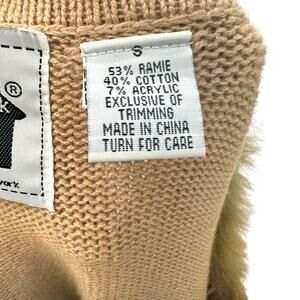 S
53% RAMIE
40% COTTON
7% ACRYLIC
EXCLUSIVE OF
TRIMMING
MADE IN CHINA
TURN FOR CARE
®